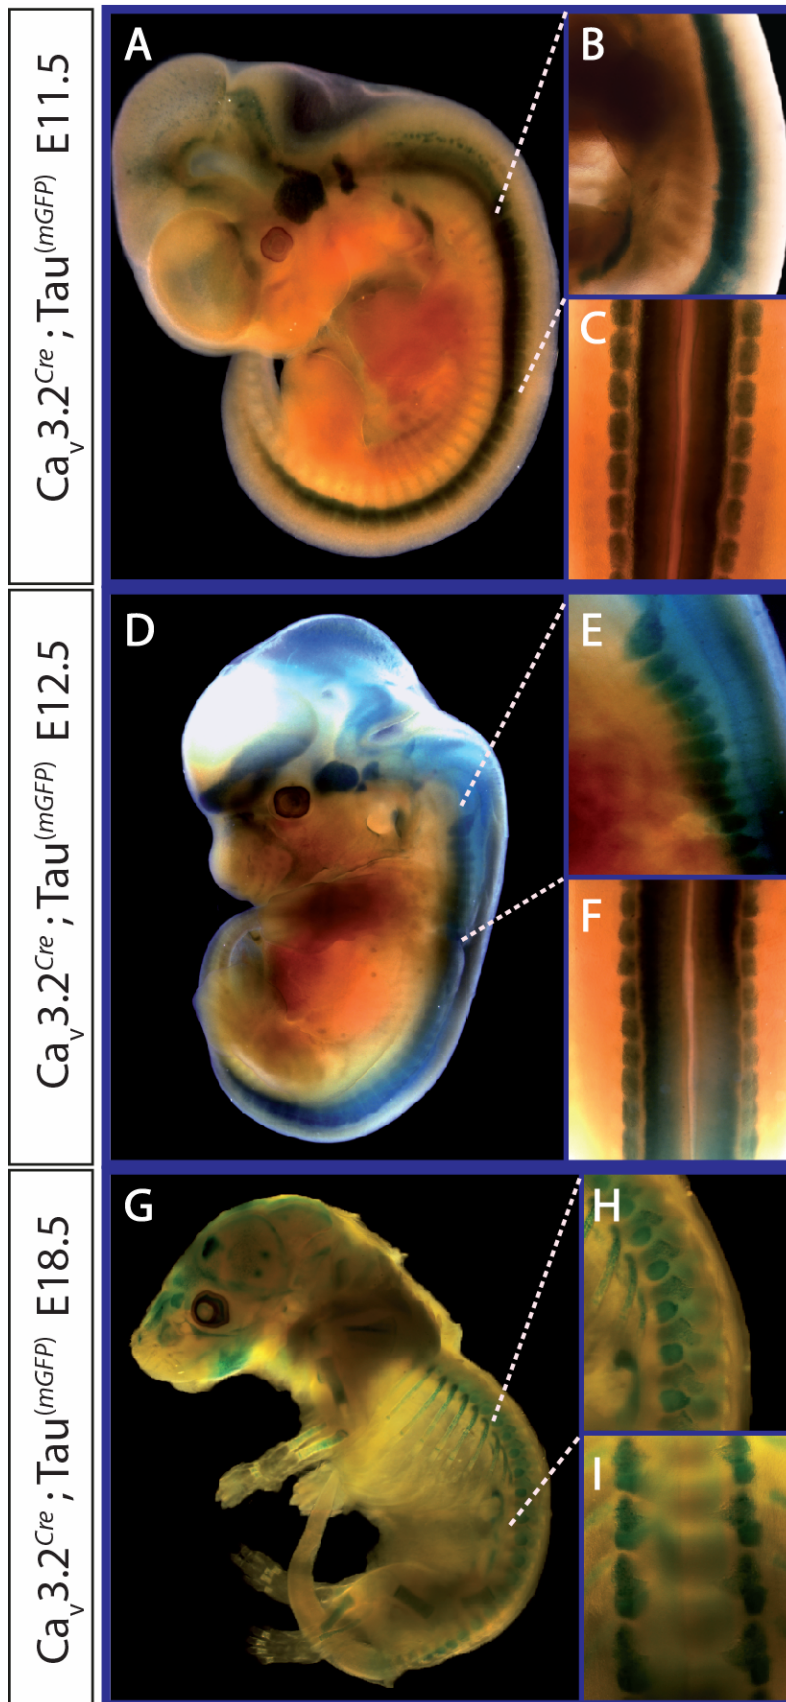 Cav3.2Cre ; Tau(mGFP) E11.5
A
B
C
Cav3.2Cre ; Tau(mGFP) E12.5
D
E
F
Cav3.2Cre ; Tau(mGFP) E18.5
G
H
I